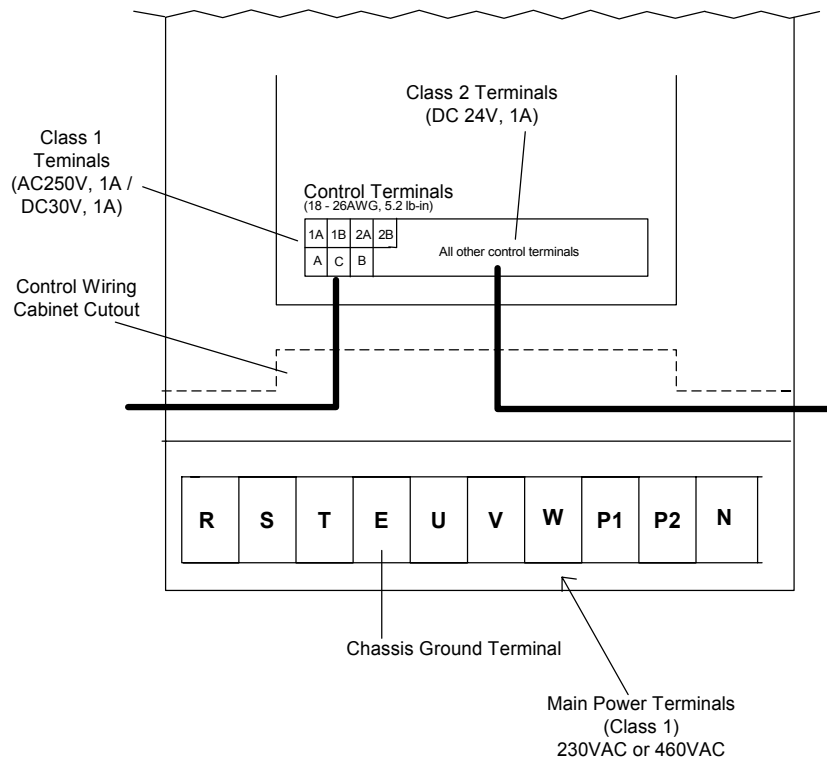 Class 2 Terminals
(DC 24V, 1A)
Class 1
Teminals
(AC250V, 1A /
DC30V, 1A)
Control Terminals
(18 - 26AWG, 5.2 lb-in)
1A 1B 2A 2B
A C B
All other control terminals
Control Wiring
Cabinet Cutout
R S T E U V W P1 P2 N
Chassis Ground Terminal
Main Power Terminals
(Class 1)
230VAC or 460VAC